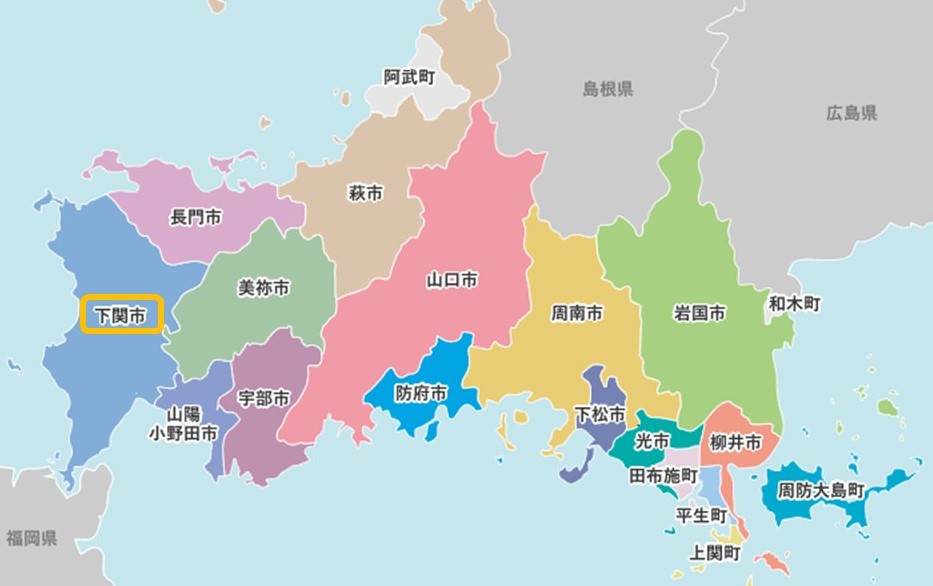 阿武町
島根県
広島県
萩市
長門市
山口市
美祢市
和木町
下関市
周南市
岩国市
防府市
宇部市
山陽
小野田市
下松市
光市
柳井市
田布施町
周防大島町
平生町
福岡県
上関町